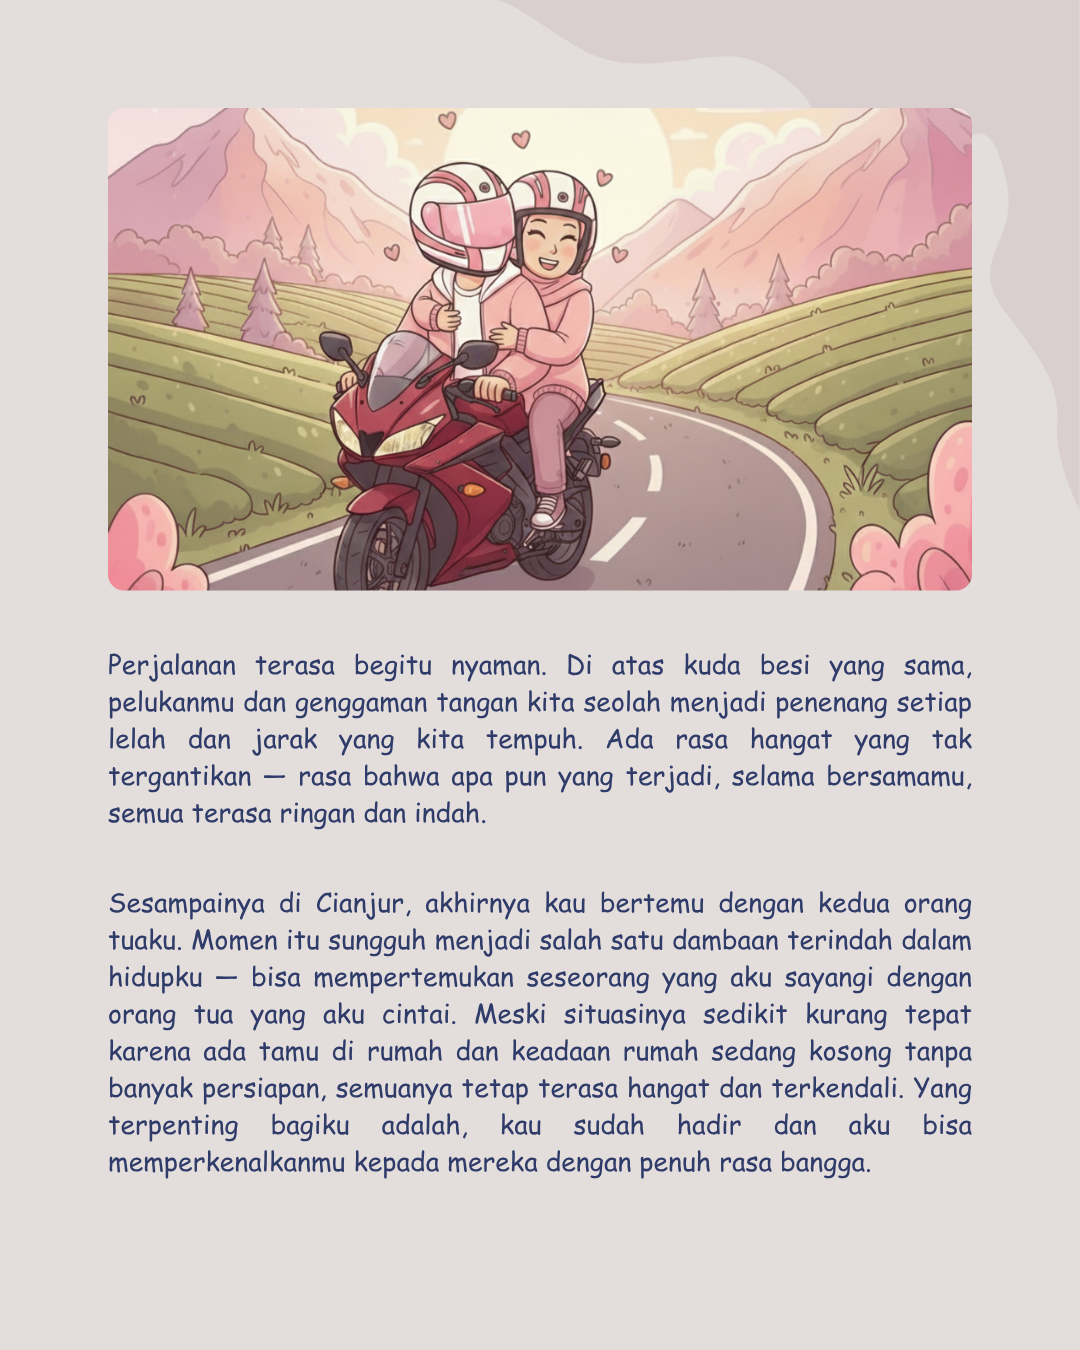 Perjalanan terasa begitu nyaman. Di atas kuda besi yang sama,
pelukanmu dan genggaman tangan kita seolah menjadi penenang setiap
lelah dan jarak yang kita tempuh. Ada rasa hangat yang tak
tergantikan — rasa bahwa apa pun yang terjadi, selama bersamamu,
semua terasa ringan dan indah.
Sesampainya di Cianjur, akhirnya kau bertemu dengan kedua orang
tuaku. Momen itu sungguh menjadi salah satu dambaan terindah dalam
hidupku — bisa mempertemukan seseorang yang aku sayangi dengan
orang tua yang aku cintai. Meski situasinya sedikit kurang tepat
karena ada tamu di rumah dan keadaan rumah sedang kosong tanpa
banyak persiapan, semuanya tetap terasa hangat dan terkendali. Yang
terpenting bagiku adalah, kau sudah hadir dan aku bisa
memperkenalkanmu kepada mereka dengan penuh rasa bangga.